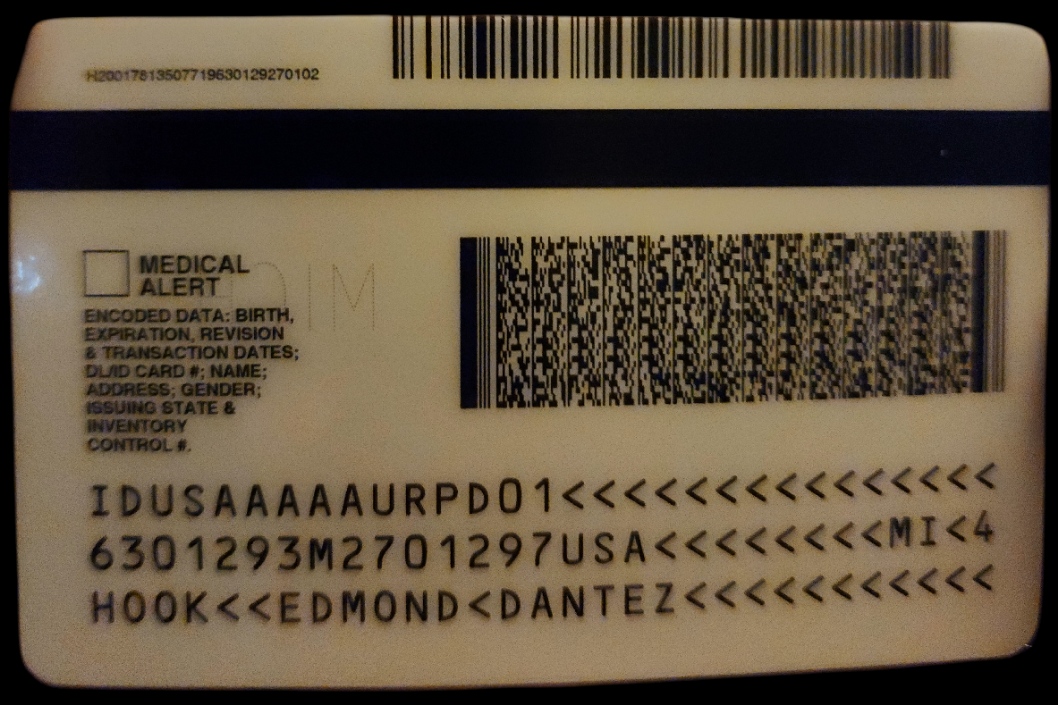 H20017813507719630129270102
MEDICAL
ALERT
ENCODED DATA: BIRTH,
EXPIRATION, REVISION
& TRANSACTION DATES;
DL/ID CARD #; NAME;
ADDRESS; GENDER;
ISSUING STATE &
INVENTORY
CONTROL #.
IDUSAAAAAURPD01<<<<<<<<<<<<<<
6301293M2701297USA<<<<<<<<MI<4
HOOK<<EDMOND<DANTEZ<<<<<<<<<<